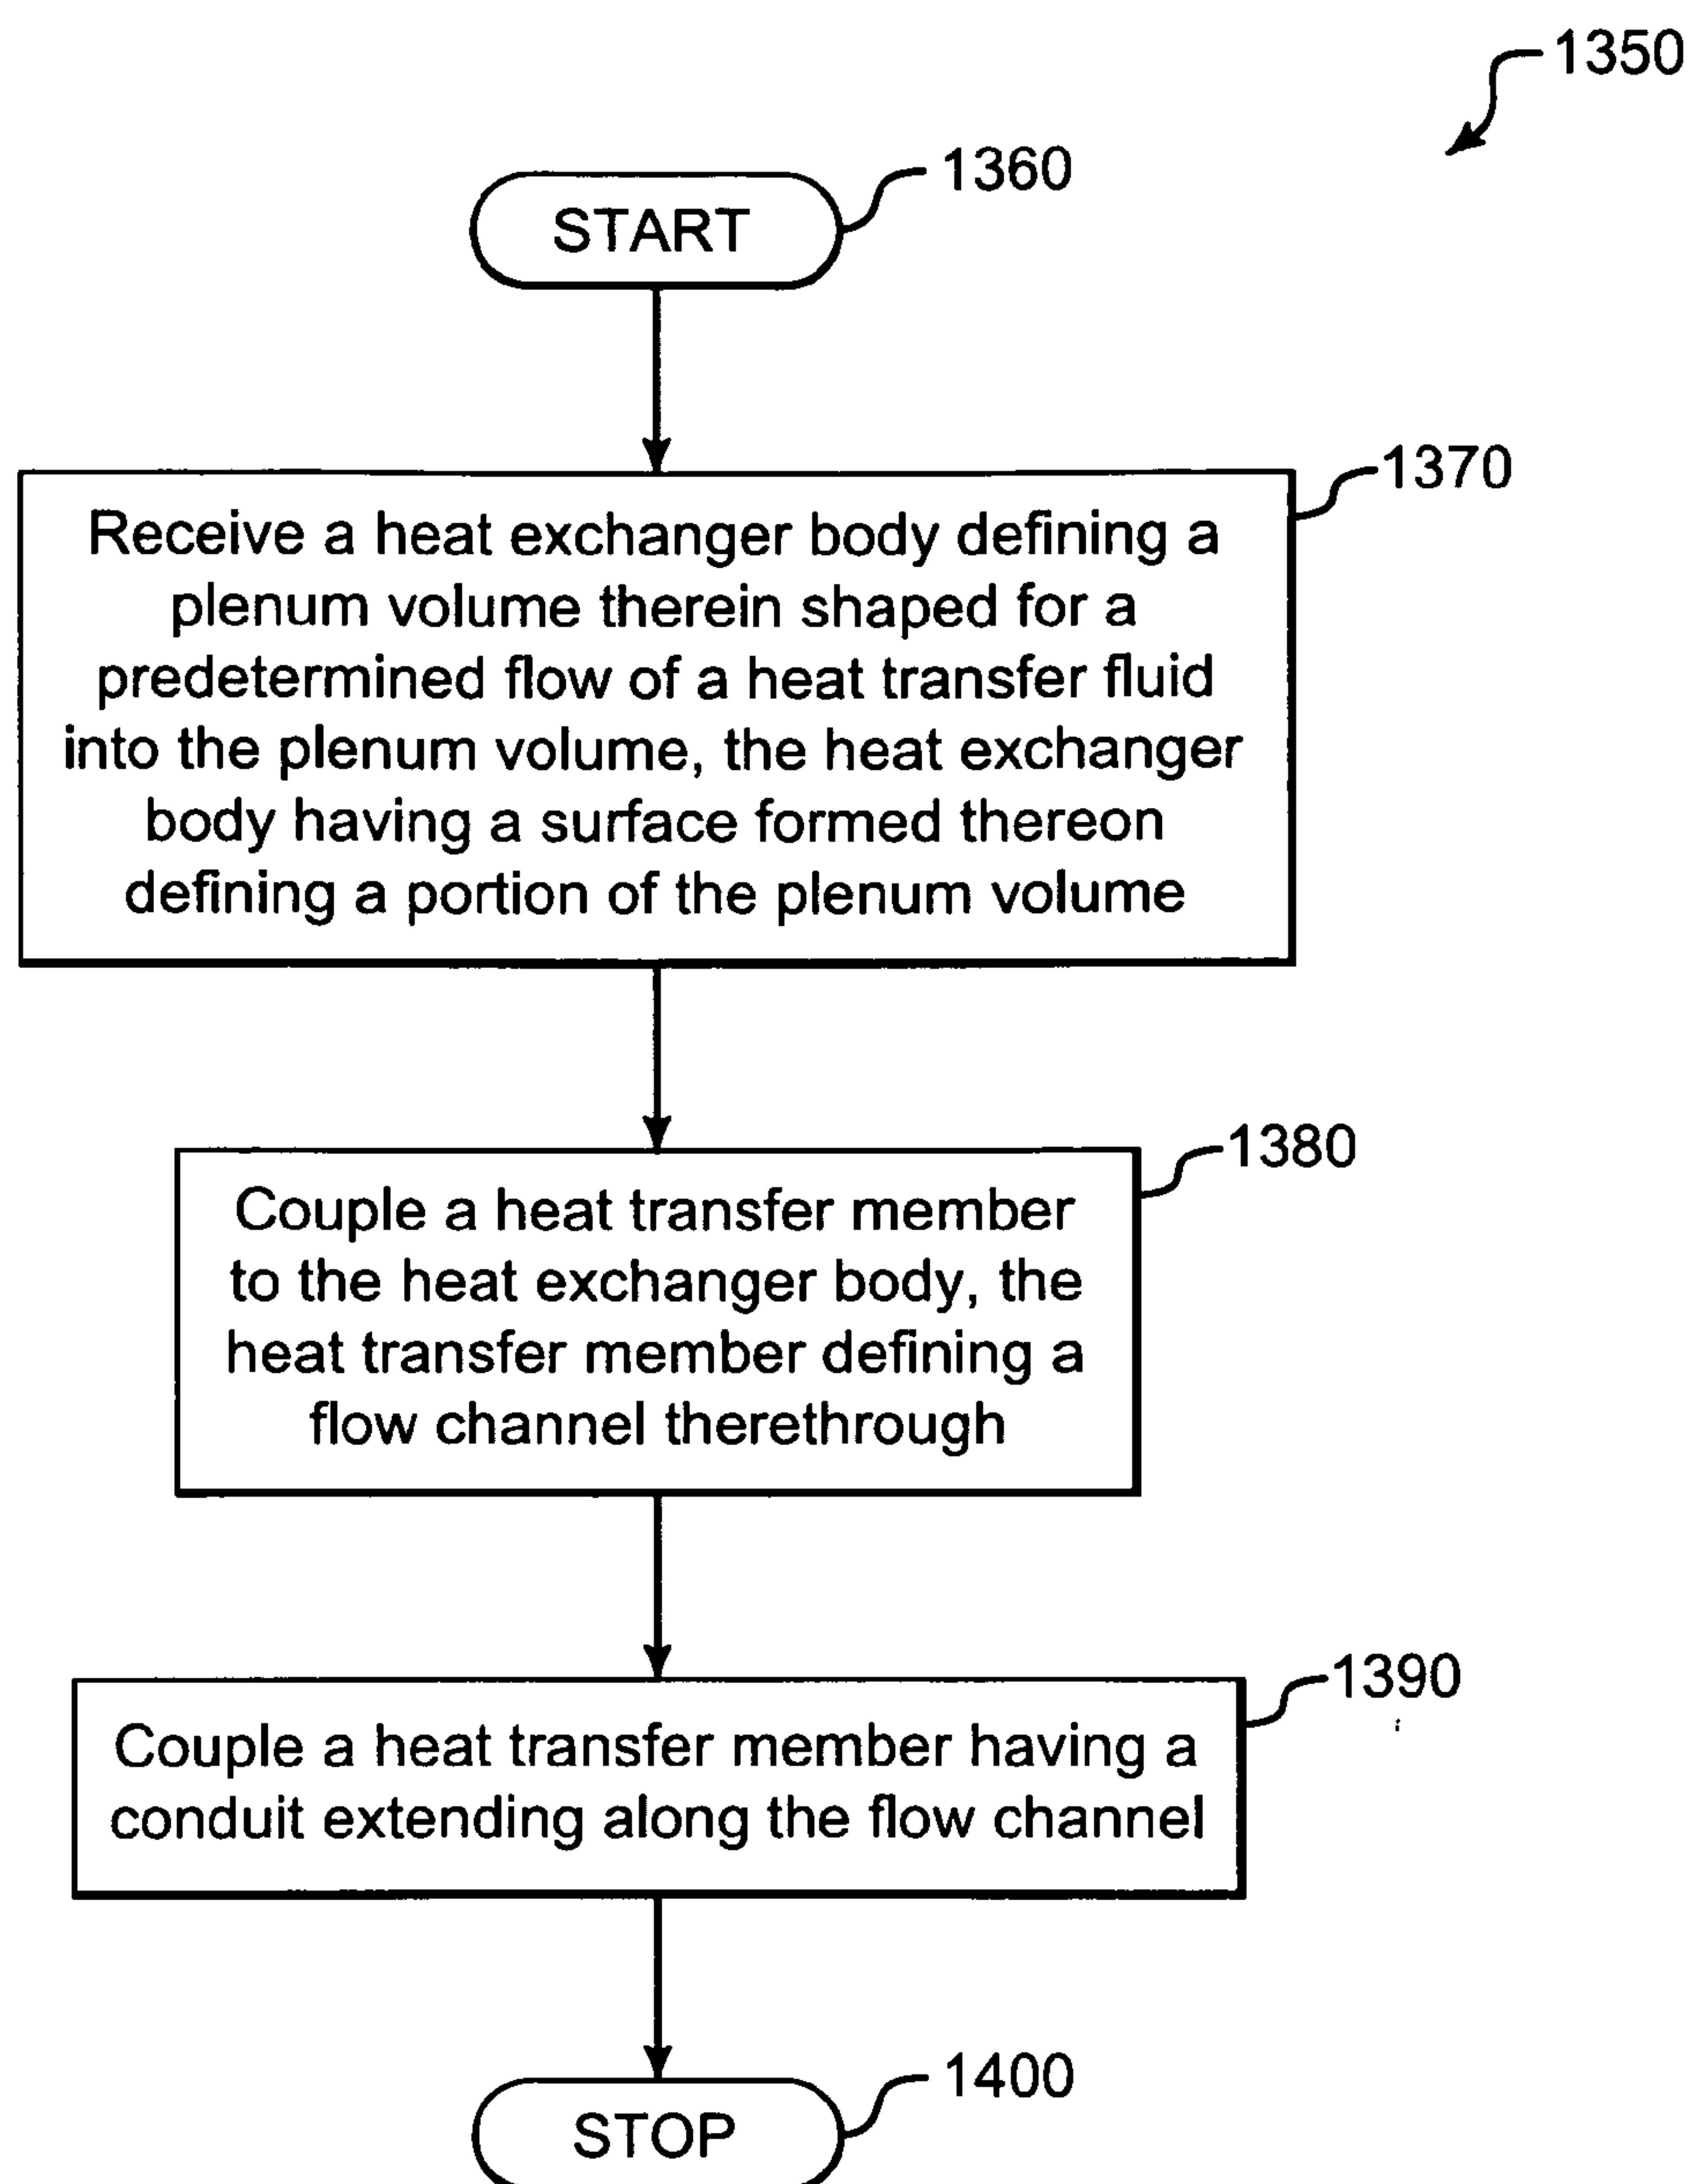 1350
1360
START
1370
Receive a heat exchanger body defining a
plenum volume therein shaped for a
predetermined flow of a heat transfer fluid
into the plenum volume, the heat exchanger
body having a surface formed thereon
defining a portion of the plenum volume
1380
Couple a heat transfer member
to the heat exchanger body, the
heat transfer member defining a
flow channel therethrough
1390
Couple a heat transfer member having a
conduit extending along the flow channel
1400
STOP